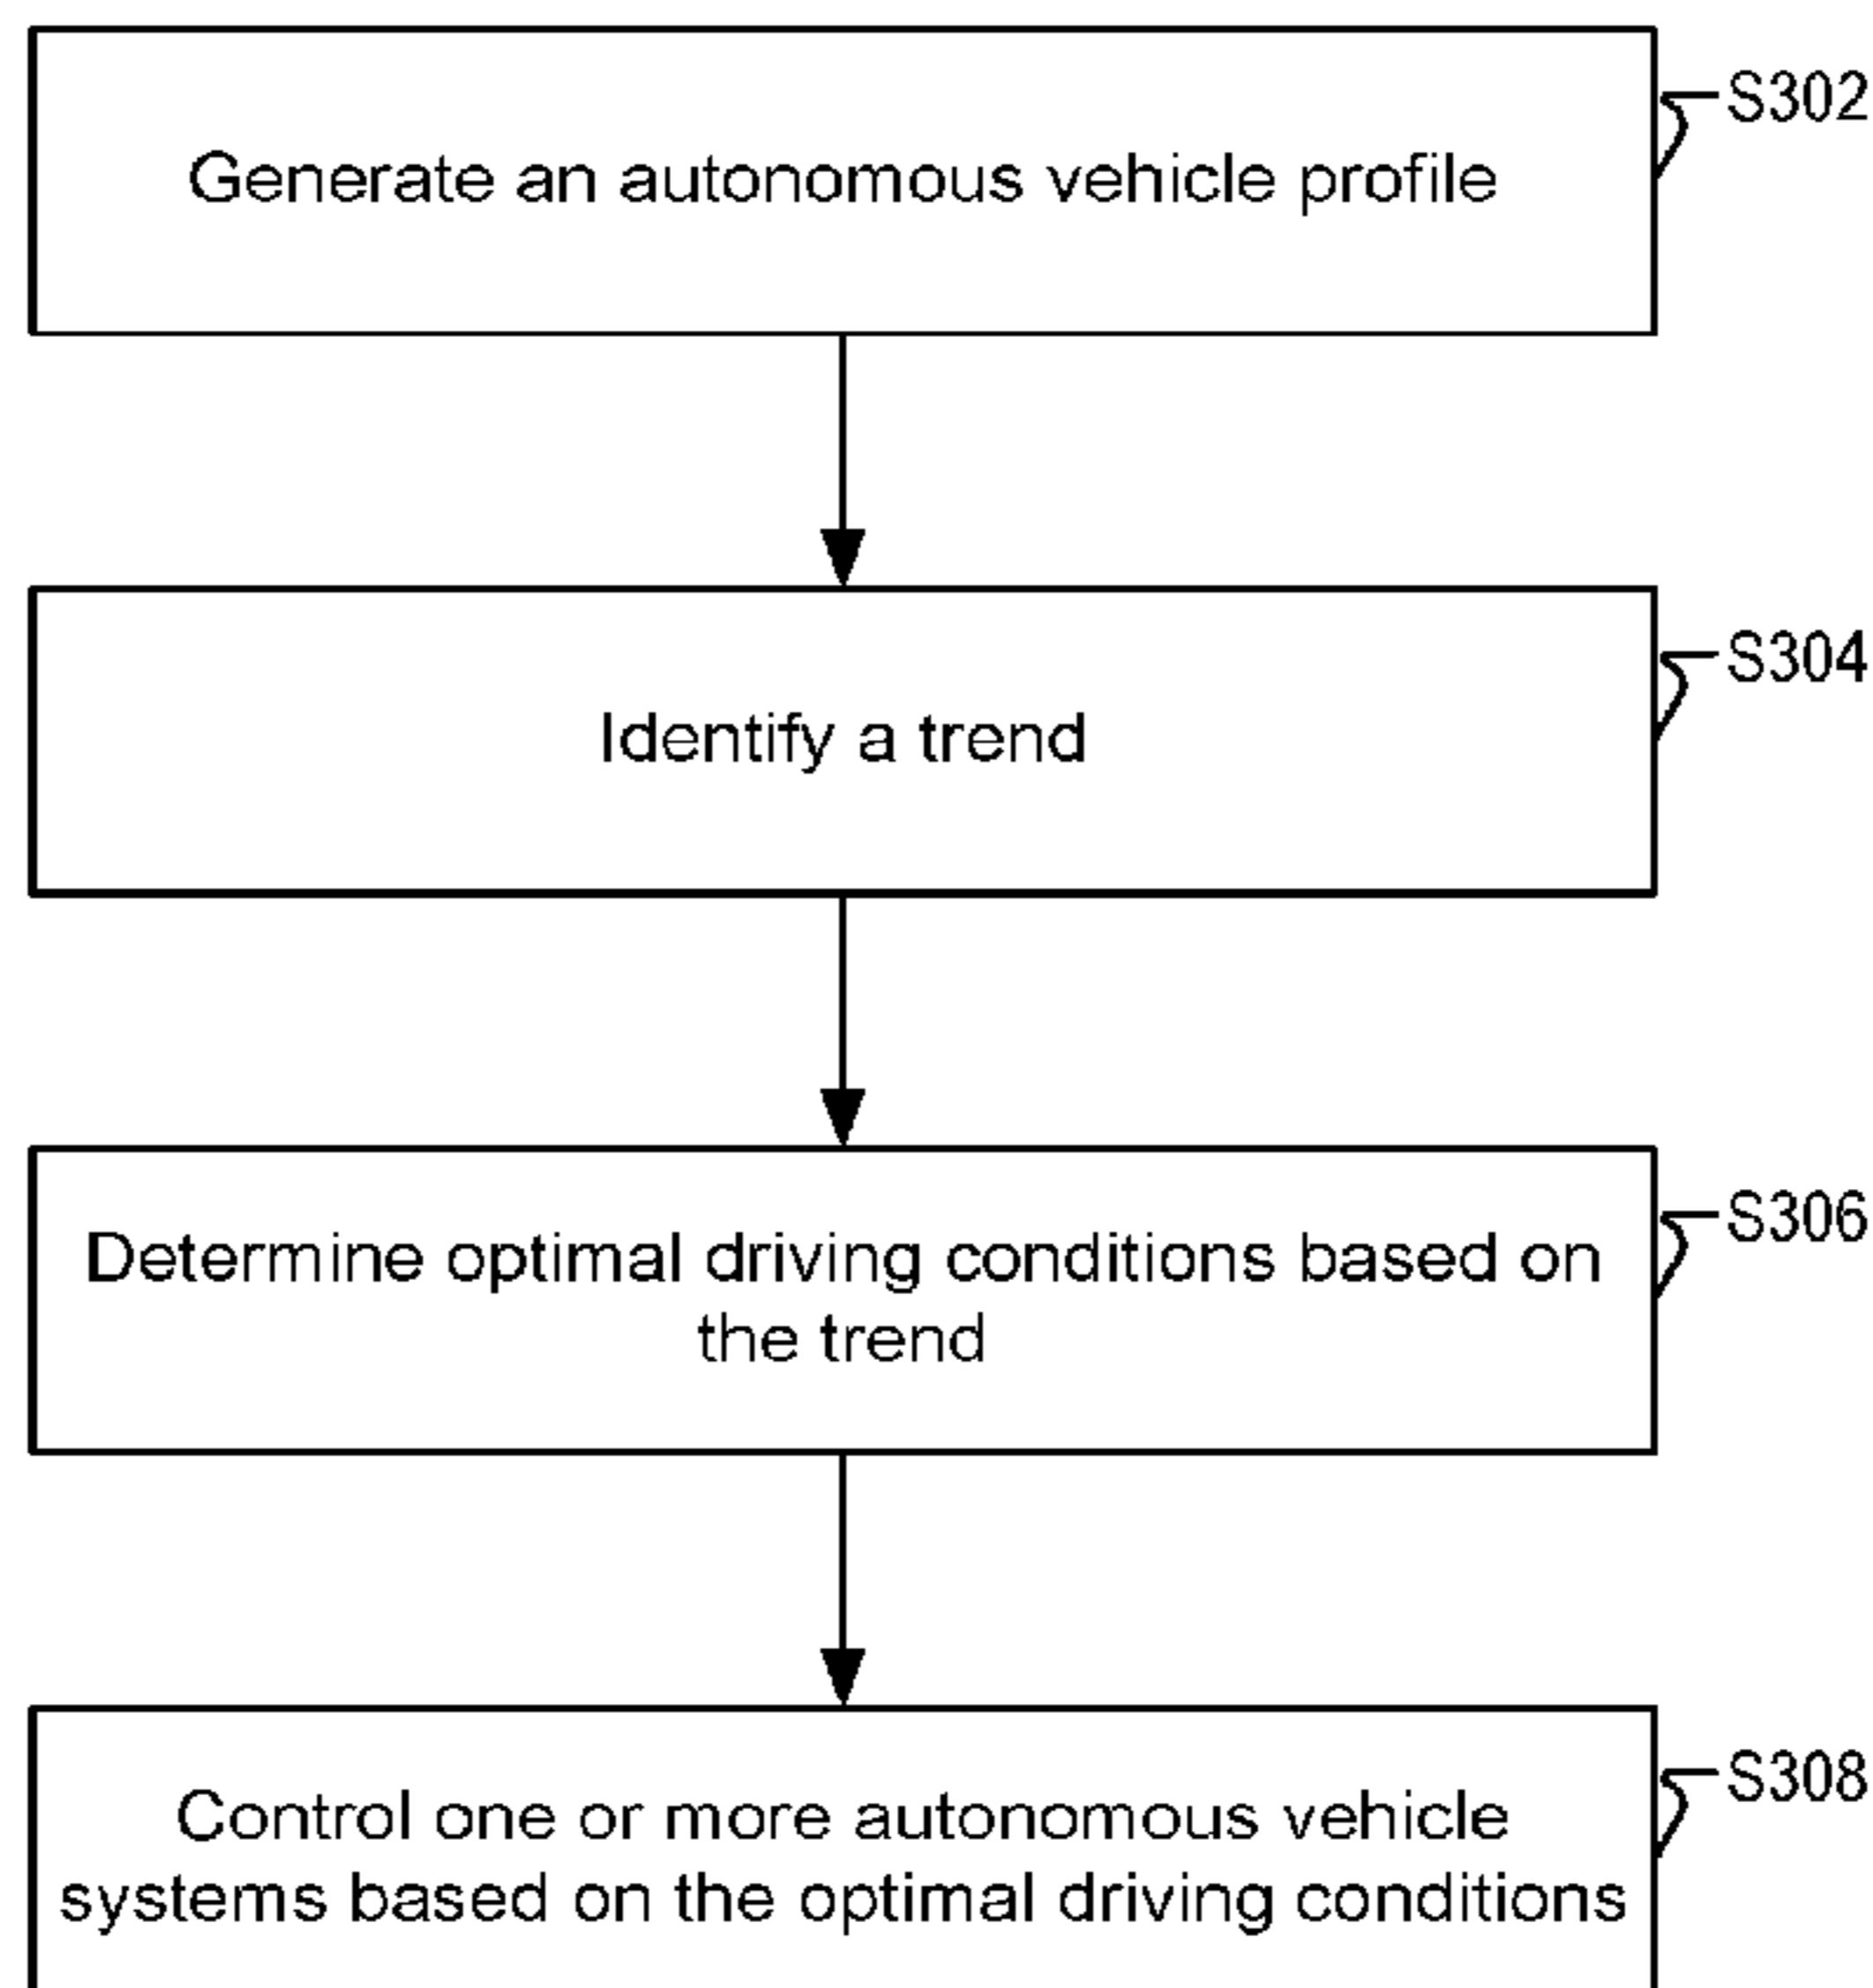 S302
Generate an autonomous vehicle profile
S304
Identify a trend
S306
Determine optimal driving conditions based on
the trend
S308
Control one or more autonomous vehicle
systems based on the optimal driving conditions